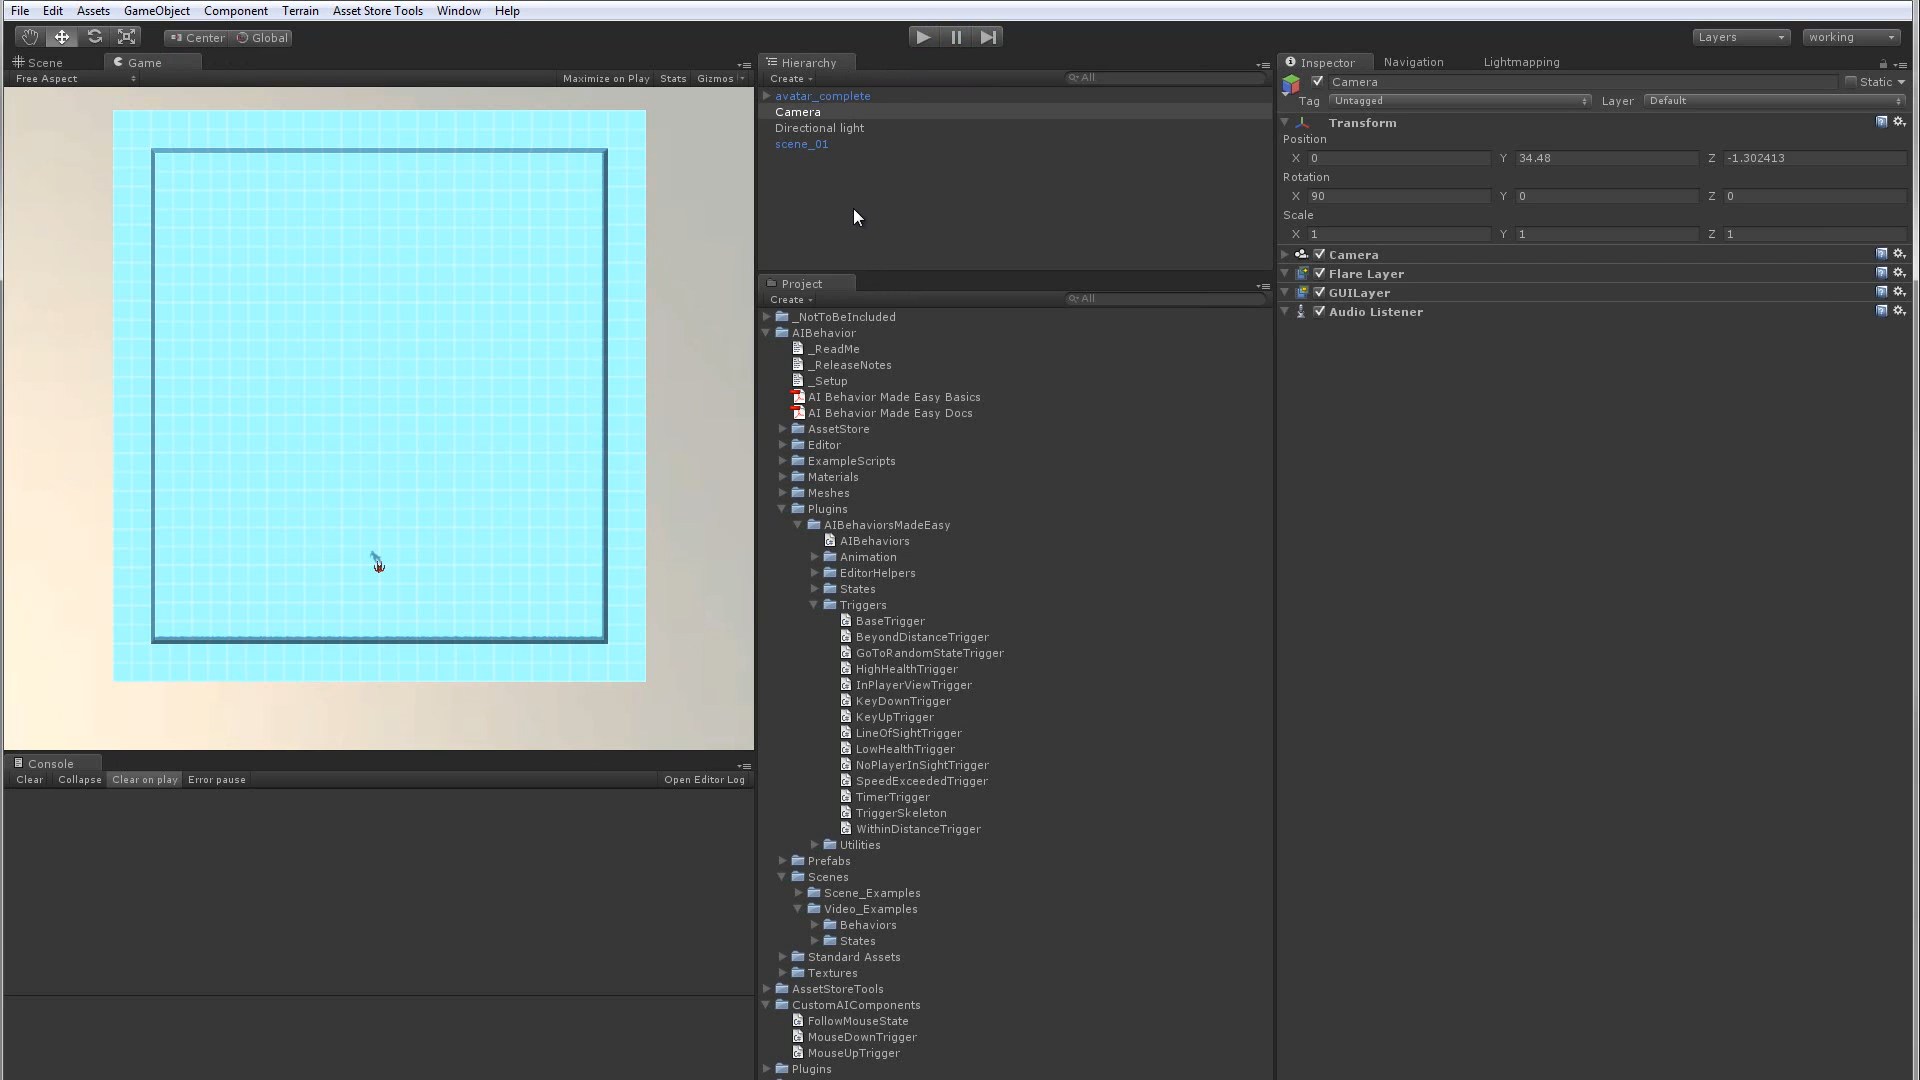 File Edit Assets GameObject Component Terrain Asset Store Tools Window Help
Center Global Layers working
Scene Game
Free Aspect Maximize on Play Stats Gizmos
Hierarchy
Create All
avatar_complete
Camera
Directional light
scene_01
Project
Create All
_NotToBeIncluded
AIBehavior
_ReadMe
_ReleaseNotes
_Setup
AI Behavior Made Easy Basics
AI Behavior Made Easy Docs
AssetStore
Editor
ExampleScripts
Materials
Meshes
Plugins
AIBehaviorsMadeEasy
AIBehaviors
Animation
EditorHelpers
States
Triggers
BaseTrigger
BeyondDistanceTrigger
GoToRandomStateTrigger
HighHealthTrigger
InPlayerViewTrigger
KeyDownTrigger
KeyUpTrigger
LineOfSightTrigger
LowHealthTrigger
NoPlayerInSightTrigger
SpeedExceededTrigger
TimerTrigger
TriggerSkeleton
WithinDistanceTrigger
Utilities
Prefabs
Scenes
Scene_Examples
Video_Examples
Behaviors
States
Standard Assets
Textures
AssetStoreTools
CustomAIComponents
FollowMouseState
MouseDownTrigger
MouseUpTrigger
Plugins
Inspector Navigation Lightmapping
Camera Static
Tag Untagged Layer Default
Transform
Position
X 0 Y 34.48 Z -1.302413
Rotation
X 90 Y 0 Z 0
Scale
X 1 Y 1 Z 1
Camera
Flare Layer
GUILayer
Audio Listener
Console
Clear Collapse Clear on play Error pause Open Editor Log